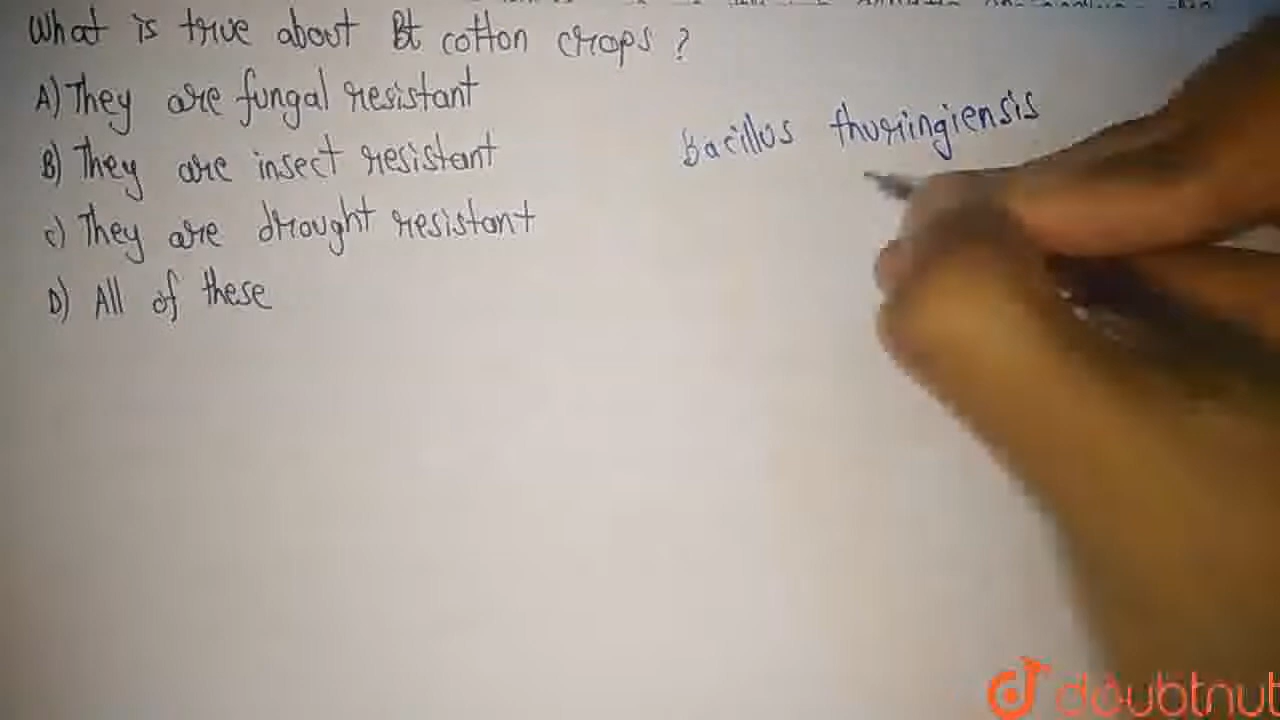 What is true about Bt cotton crops ?
A) They are fungal resistant
B) They are insect resistant
c) They are drought resistant
D) All of these
bacillus thuringiensis
doubtnut